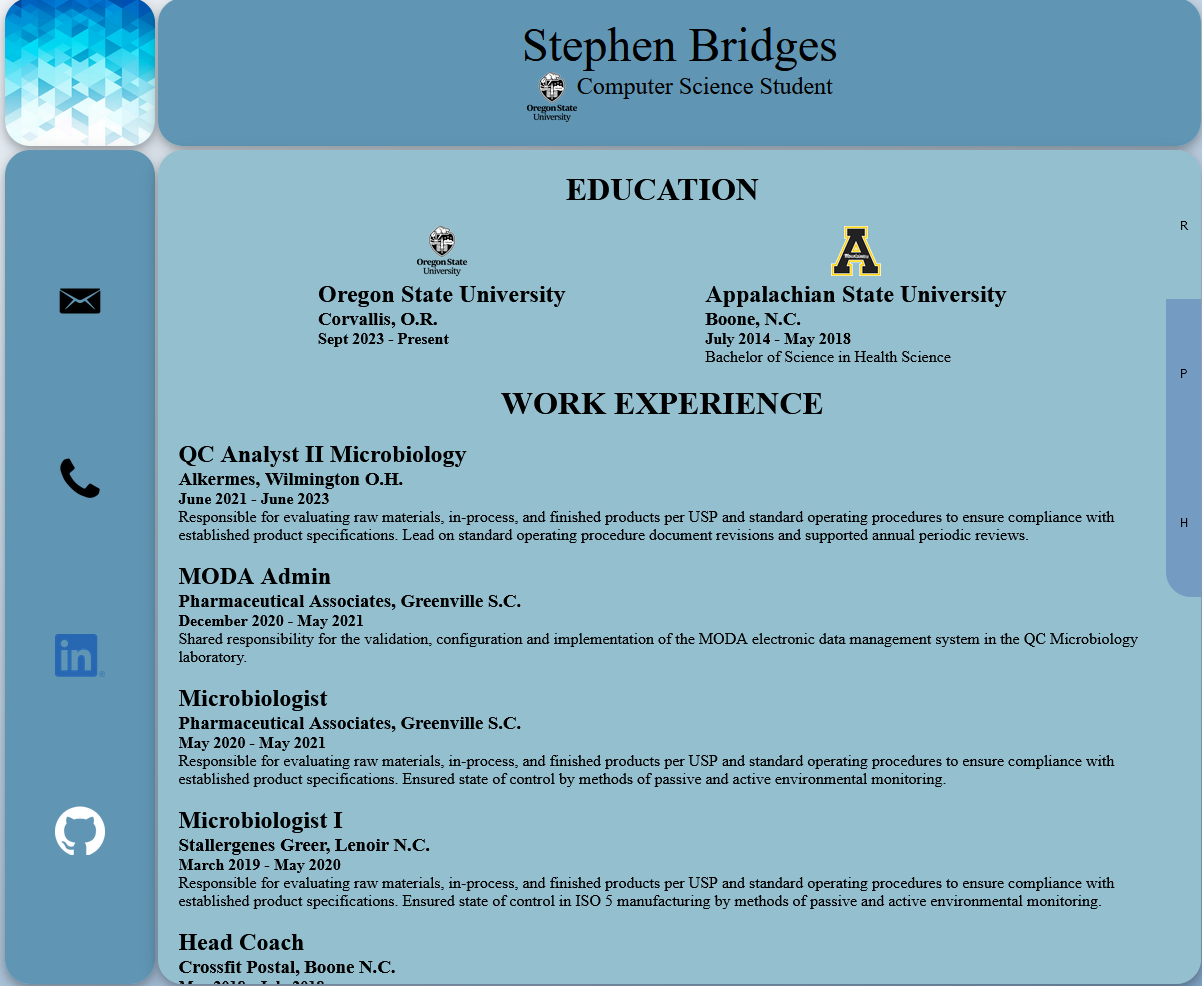 Stephen Bridges
Computer Science Student
Oregon State
University
EDUCATION
Oregon State
University
Oregon State University
Corvallis, O.R.
Sept 2023 - Present
Appalachian State University
Boone, N.C.
July 2014 - May 2018
Bachelor of Science in Health Science
R
P
H
WORK EXPERIENCE
QC Analyst II Microbiology
Alkermes, Wilmington O.H.
June 2021 - June 2023
Responsible for evaluating raw materials, in-process, and finished products per USP and standard operating procedures to ensure compliance with
established product specifications. Lead on standard operating procedure document revisions and supported annual periodic reviews.
MODA Admin
Pharmaceutical Associates, Greenville S.C.
December 2020 - May 2021
Shared responsibility for the validation, configuration and implementation of the MODA electronic data management system in the QC Microbiology
laboratory.
Microbiologist
Pharmaceutical Associates, Greenville S.C.
May 2020 - May 2021
Responsible for evaluating raw materials, in-process, and finished products per USP and standard operating procedures to ensure compliance with
established product specifications. Ensured state of control by methods of passive and active environmental monitoring.
Microbiologist I
Stallergenes Greer, Lenoir N.C.
March 2019 - May 2020
Responsible for evaluating raw materials, in-process, and finished products per USP and standard operating procedures to ensure compliance with
established product specifications. Ensured state of control in ISO 5 manufacturing by methods of passive and active environmental monitoring.
Head Coach
Crossfit Postal, Boone N.C.
in